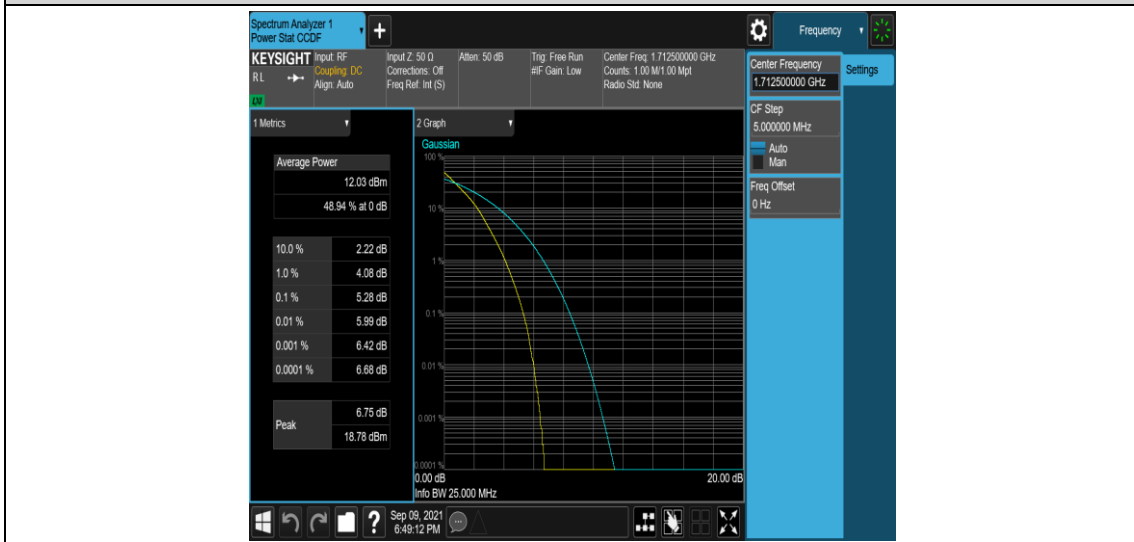 Spectrum Analyzer 1
Power Stat CCDF
+
Frequency
KEYSIGHT
RL
LXI
Input: RF
Coupling: DC
Align: Auto
Input Z: 50 Ω
Corrections: Off
Freq Ref: Int (S)
Atten: 50 dB
Trig: Free Run
#IF Gain: Low
Center Freq: 1.712500000 GHz
Counts: 1.00 M/1.00 Mpt
Radio Std: None
Center Frequency
1.712500000 GHz
Settings
CF Step
5.000000 MHz
Auto
Man
Freq Offset
0 Hz
1 Metrics
Average Power
12.03 dBm
48.94 % at 0 dB
10.0 % 2.22 dB
1.0 % 4.08 dB
0.1 % 5.28 dB
0.01 % 5.99 dB
0.001 % 6.42 dB
0.0001 % 6.68 dB
Peak
6.75 dB
18.78 dBm
2 Graph
Gaussian
100 %
10 %
1 %
0.1 %
0.01 %
0.001 %
0.0001 %
0.00 dB 20.00 dB
Info BW 25.000 MHz
?
Sep 09, 2021
6:49:12 PM